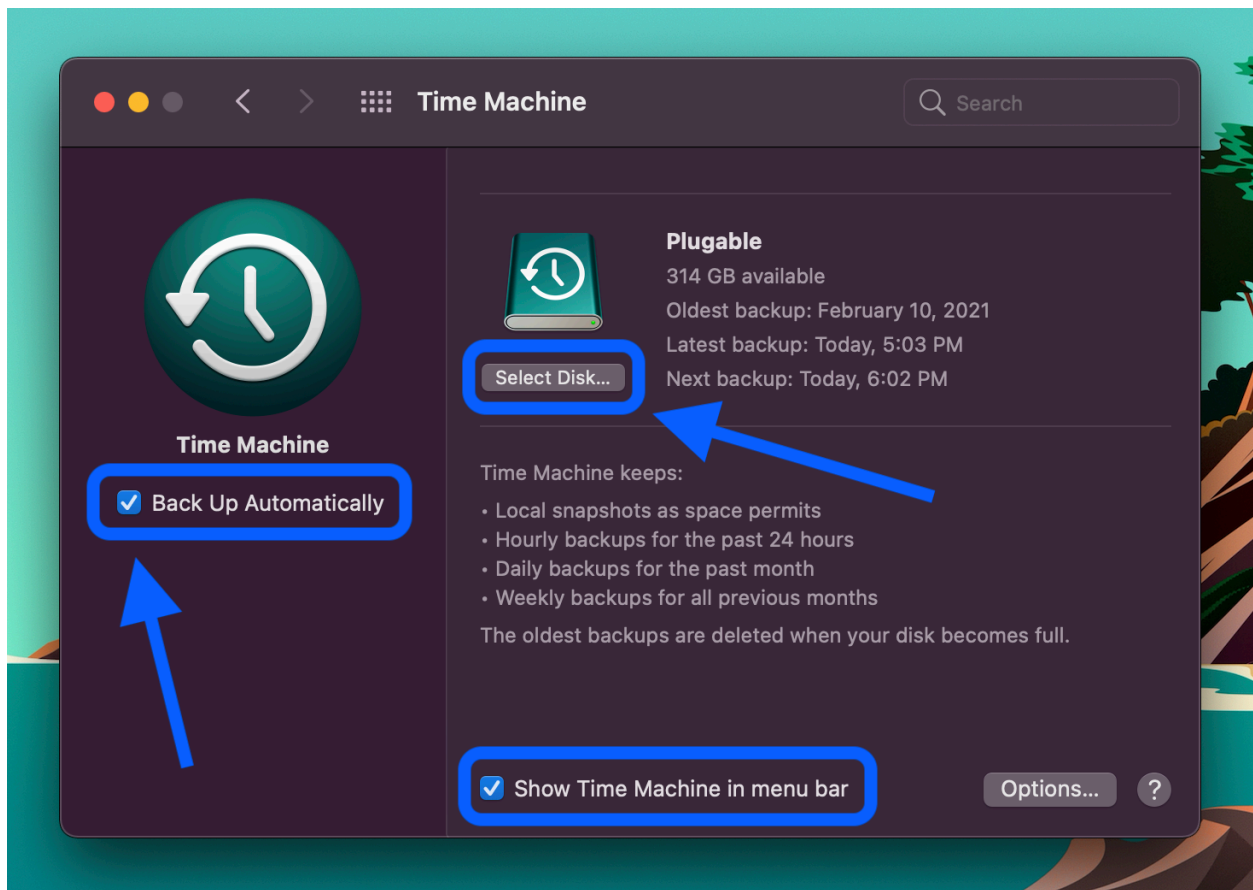 Time Machine
Search
Time Machine
Back Up Automatically
Plugable
314 GB available
Oldest backup: February 10, 2021
Latest backup: Today, 5:03 PM
Next backup: Today, 6:02 PM
Select Disk...
Time Machine keeps:
• Local snapshots as space permits
• Hourly backups for the past 24 hours
• Daily backups for the past month
• Weekly backups for all previous months
The oldest backups are deleted when your disk becomes full.
Show Time Machine in menu bar
Options...
?